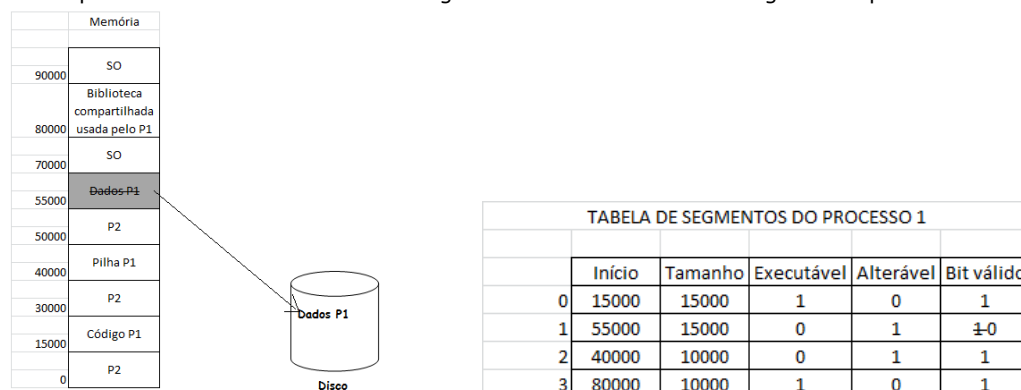 Memória
SO
90000
Biblioteca
compartilhada
80000 usada pelo P1
SO
70000
Dados P1
55000
P2
50000
Pilha P1
40000
P2
30000
Código P1
15000
P2
0
Dados P1
Disco
TABELA DE SEGMENTOS DO PROCESSO 1
Início Tamanho Executável Alterável Bit válido
0 15000 15000 1 0 1
1 55000 15000 0 1 1 0
2 40000 10000 0 1 1
3 80000 10000 1 0 1